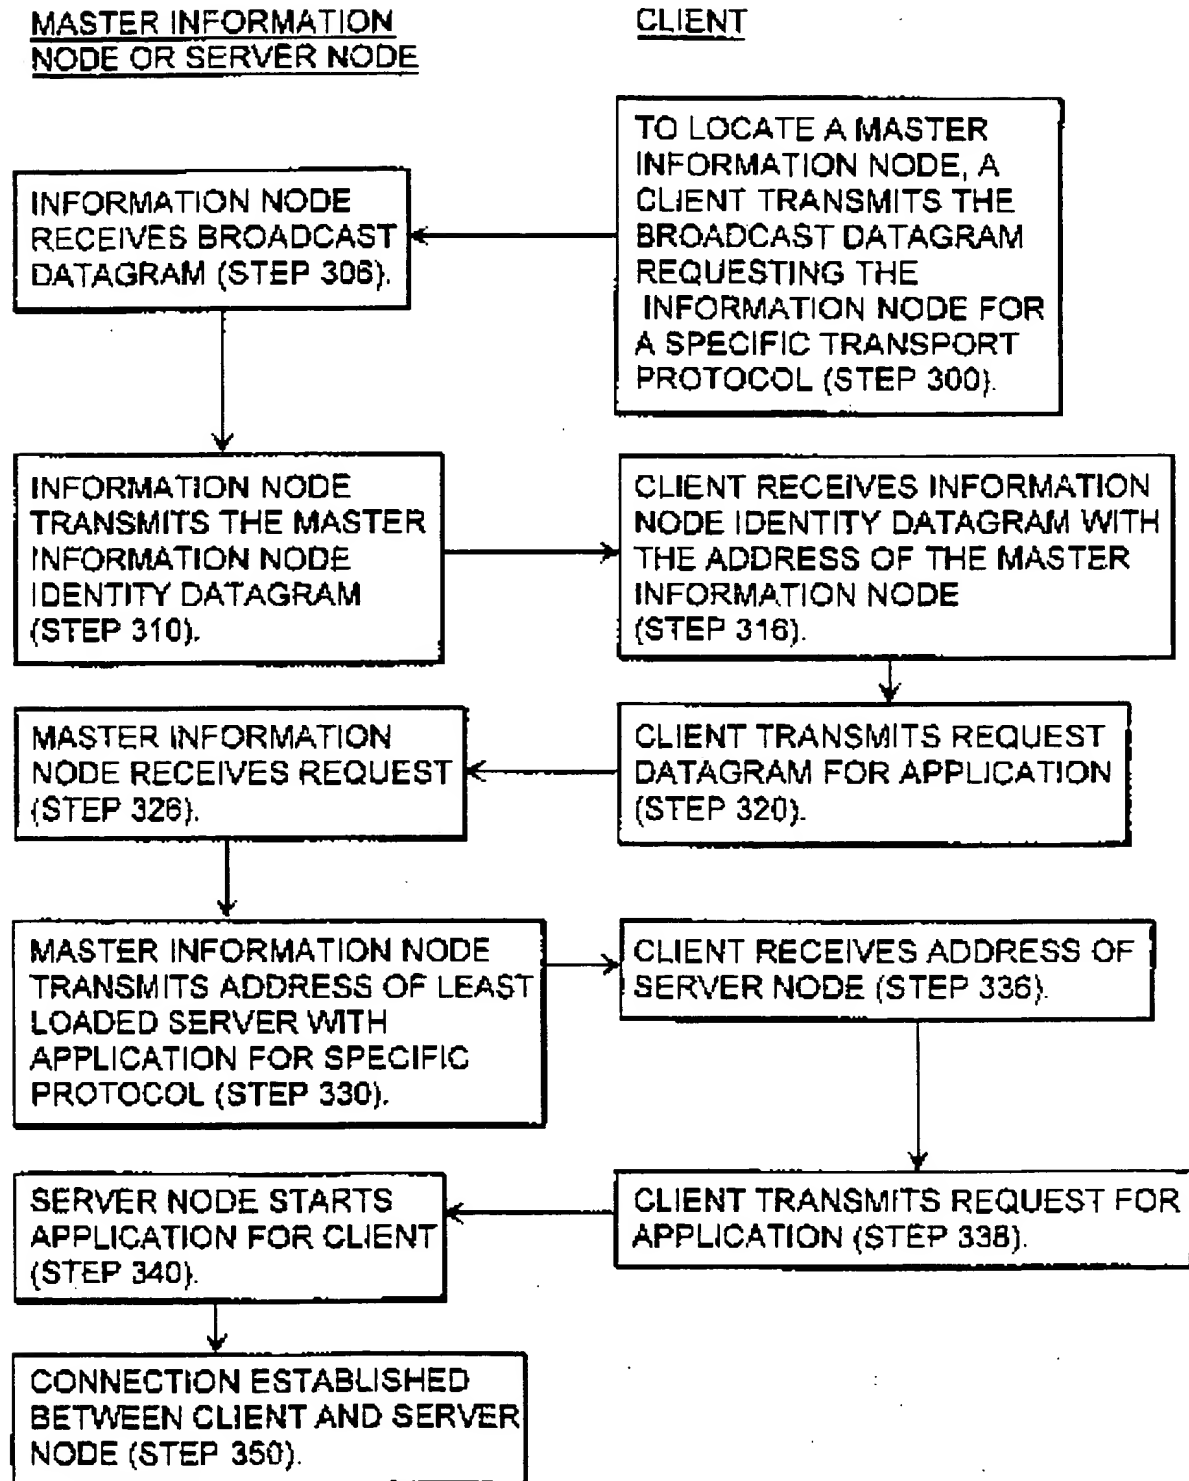 MASTER INFORMATION
NODE OR SERVER NODE
CLIENT
TO LOCATE A MASTER
INFORMATION NODE, A
CLIENT TRANSMITS THE
BROADCAST DATAGRAM
REQUESTING THE
INFORMATION NODE FOR
A SPECIFIC TRANSPORT
PROTOCOL (STEP 300).
INFORMATION NODE
RECEIVES BROADCAST
DATAGRAM (STEP 306).
INFORMATION NODE
TRANSMITS THE MASTER
INFORMATION NODE
IDENTITY DATAGRAM
(STEP 310).
CLIENT RECEIVES INFORMATION
NODE IDENTITY DATAGRAM WITH
THE ADDRESS OF THE MASTER
INFORMATION NODE
(STEP 316).
CLIENT TRANSMITS REQUEST
DATAGRAM FOR APPLICATION
(STEP 320).
MASTER INFORMATION
NODE RECEIVES REQUEST
(STEP 326).
MASTER INFORMATION NODE
TRANSMITS ADDRESS OF LEAST
LOADED SERVER WITH
APPLICATION FOR SPECIFIC
PROTOCOL (STEP 330).
CLIENT RECEIVES ADDRESS OF
SERVER NODE (STEP 336).
CLIENT TRANSMITS REQUEST FOR
APPLICATION (STEP 338).
SERVER NODE STARTS
APPLICATION FOR CLIENT
(STEP 340).
CONNECTION ESTABLISHED
BETWEEN CLIENT AND SERVER
NODE (STEP 350).